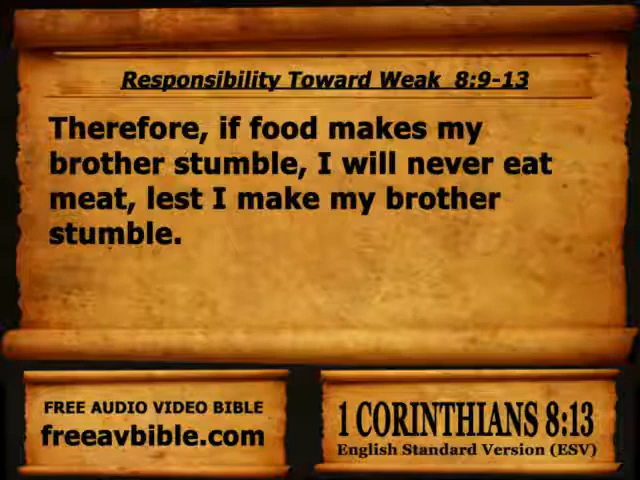 Responsibility Toward Weak 8:9-13
Therefore, if food makes my
brother stumble, I will never eat
meat, lest I make my brother
stumble.
FREE AUDIO VIDEO BIBLE
freeavbible.com
1 CORINTHIANS 8:13
English Standard Version (ESV)